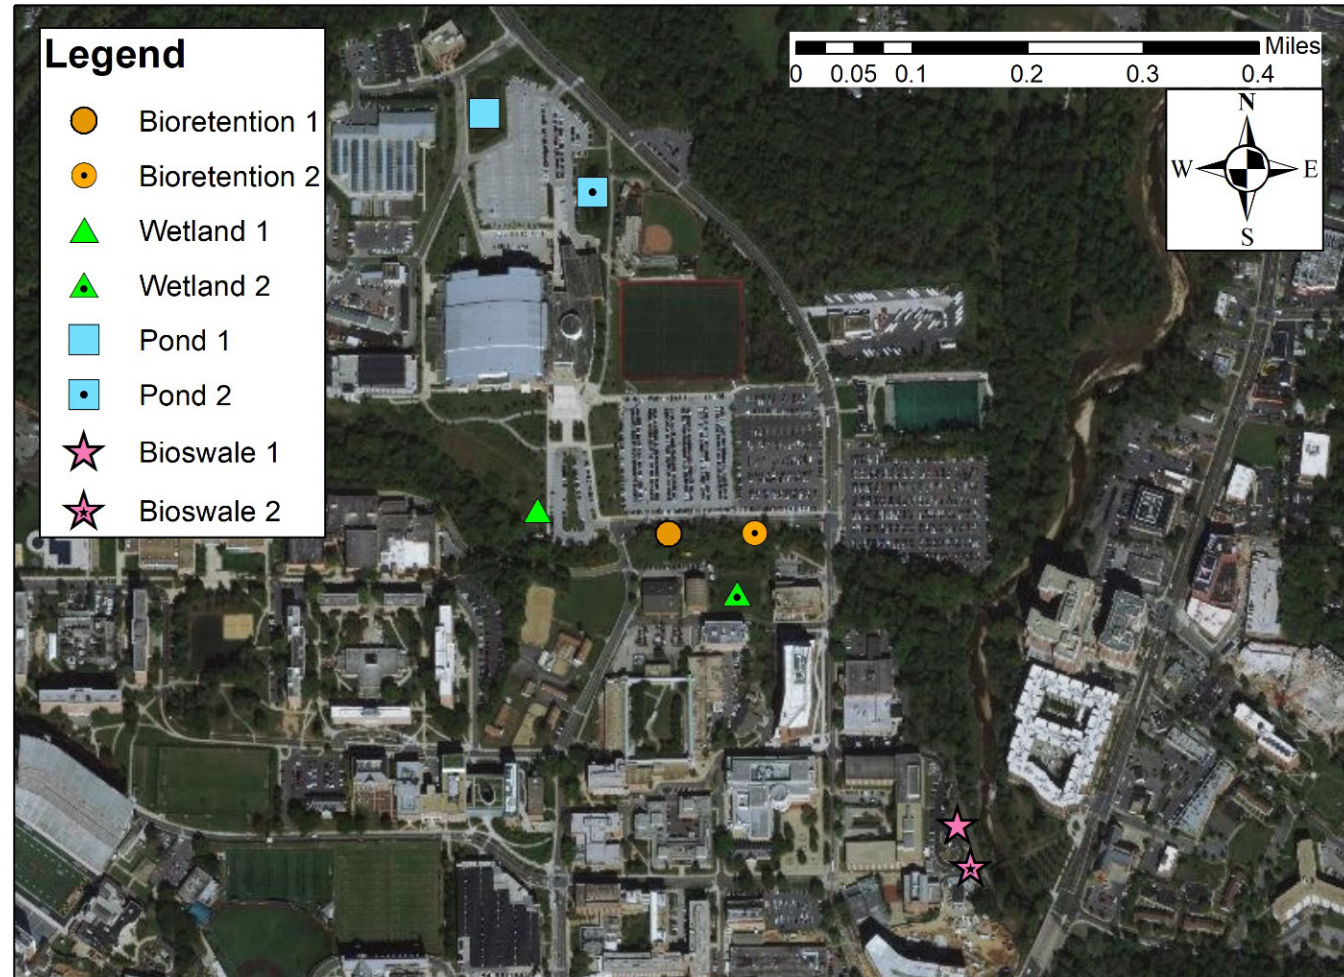 Legend
Bioretention 1
Bioretention 2
Wetland 1
Wetland 2
Pond 1
Pond 2
Bioswale 1
Bioswale 2
Miles
0 0.05 0.1 0.2 0.3 0.4
N
W E
S